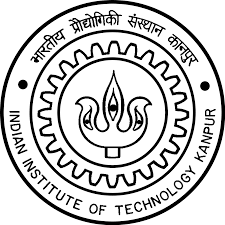 भारतीय प्रौद्योगिकी संस्थान कानपुर
INDIAN INSTITUTE OF TECHNOLOGY KANPUR